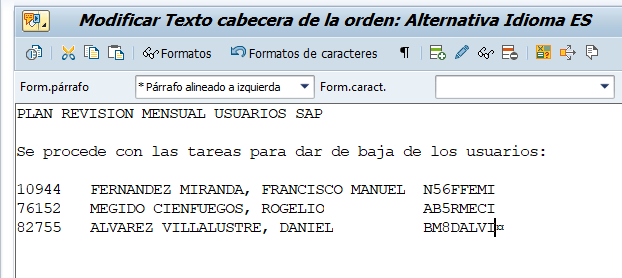 Modificar Texto cabecera de la orden: Alternativa Idioma ES
Formatos Formatos de caracteres ¶
Form.párrafo * Párrafo alineado a izquierda Form.caract.
PLAN REVISION MENSUAL USUARIOS SAP
Se procede con las tareas para dar de baja de los usuarios:
10944 FERNANDEZ MIRANDA, FRANCISCO MANUEL N56FFEMI
76152 MEGIDO CIENFUEGOS, ROGELIO AB5RMECI
82755 ALVAREZ VILLALUSTRE, DANIEL BM8DALVI¤